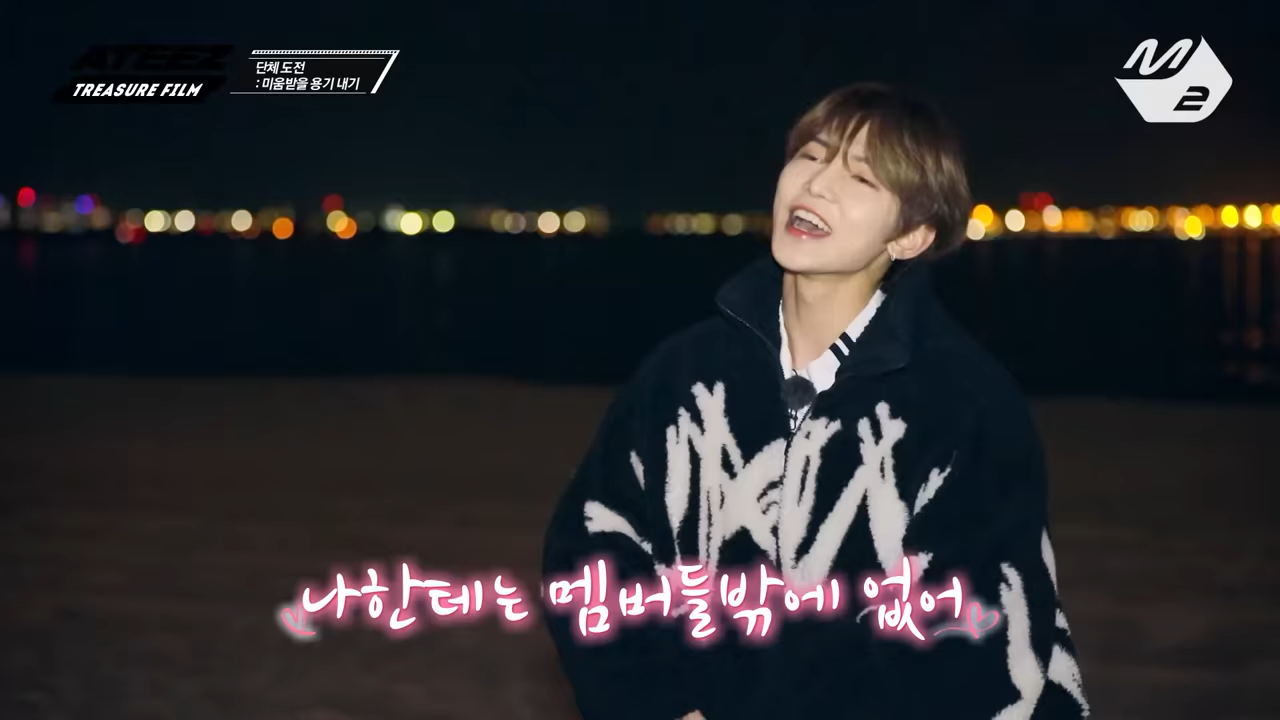 ATEEZ
TREASURE FILM
단체 도전
: 미움받을 용기 내기
M2
나한테는 멤버들밖에 없어